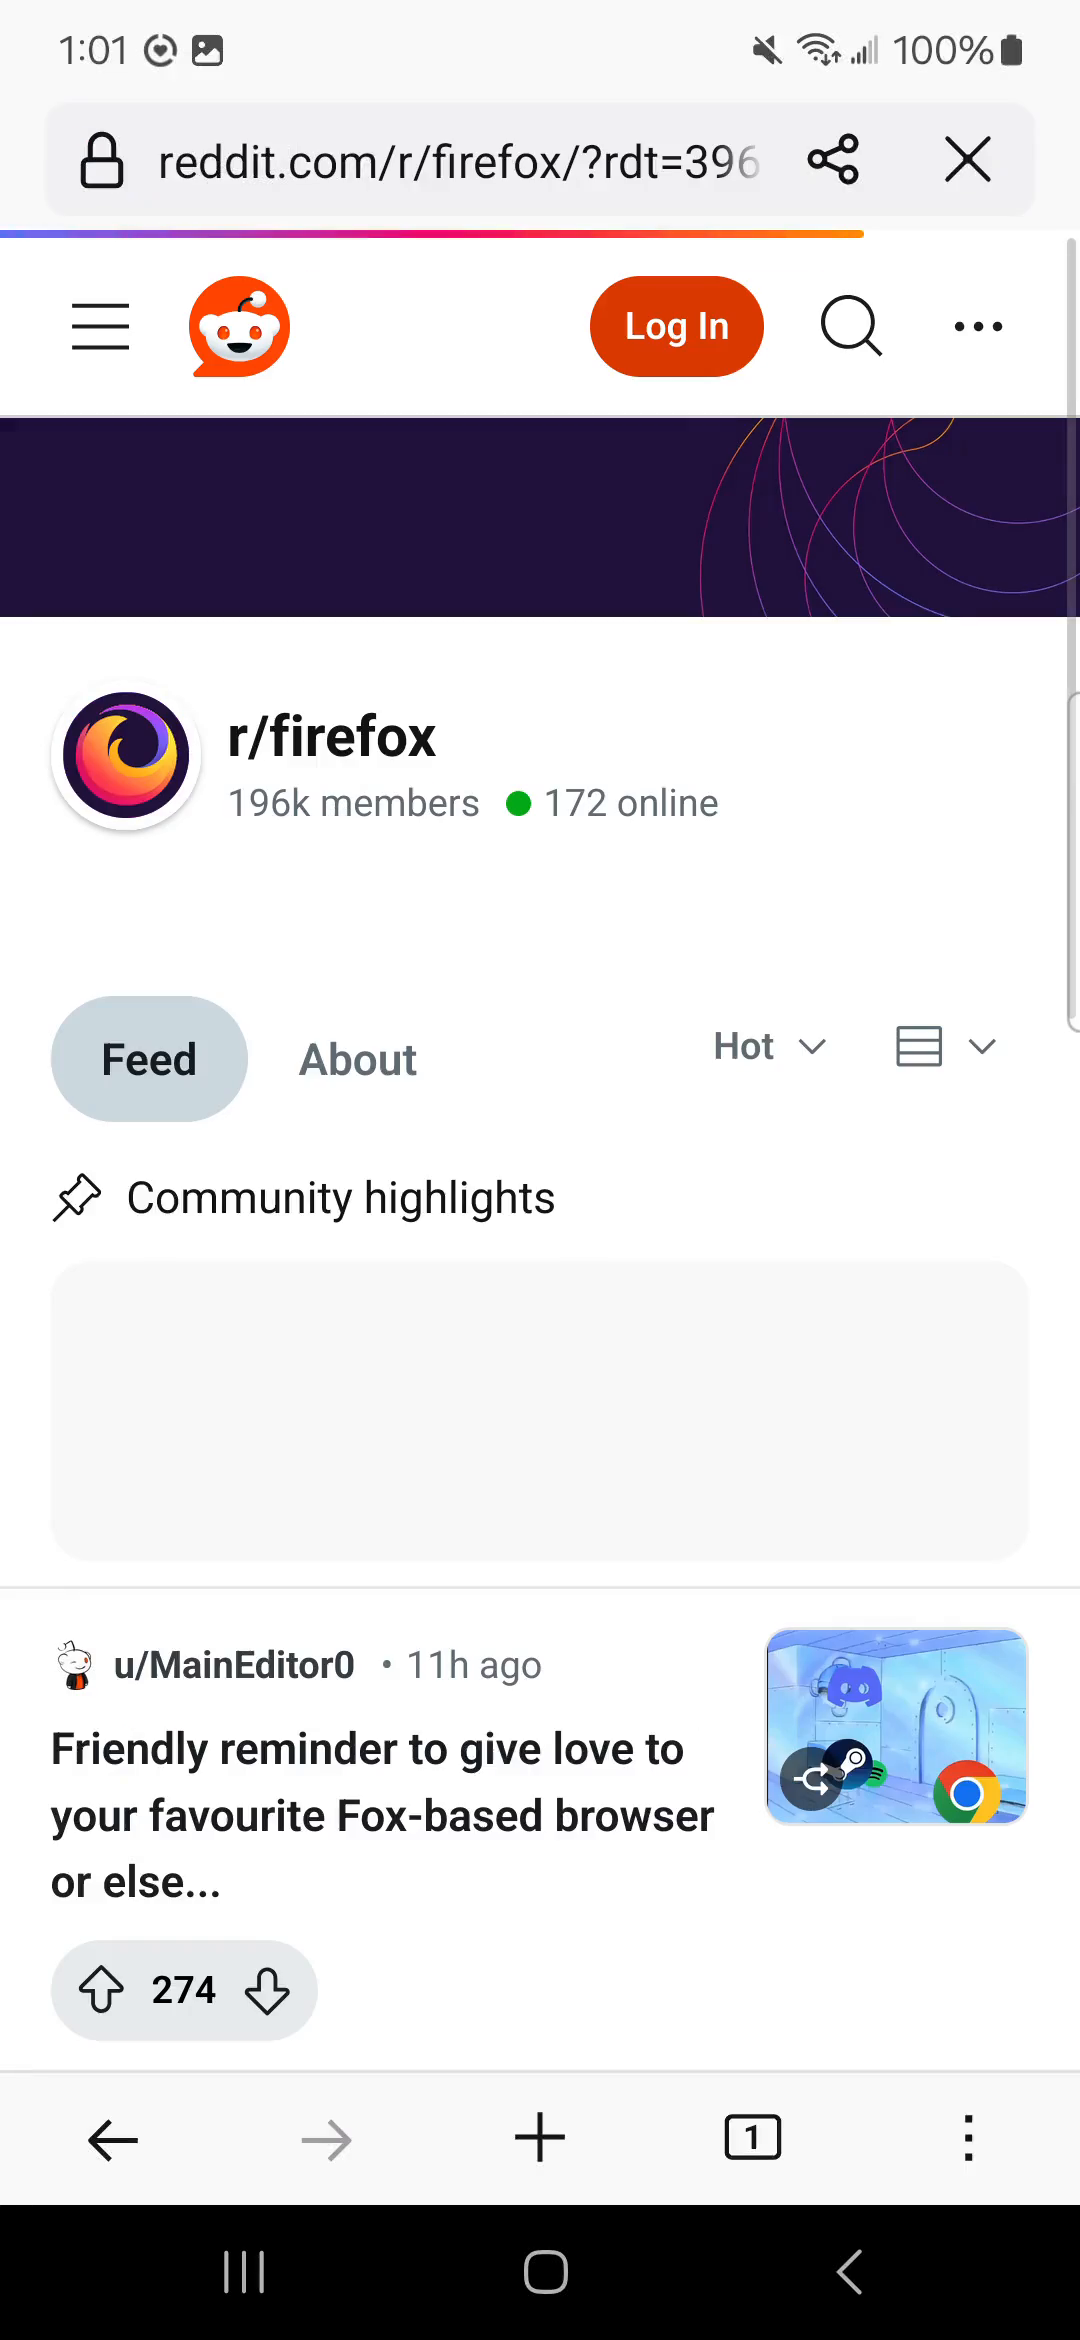 1:01
100%
reddit.com/r/firefox/?rdt=396
Log In
r/firefox
196k members 172 online
Feed
About
Hot
Community highlights
u/MainEditor0 • 11h ago
Friendly reminder to give love to
your favourite Fox-based browser
or else...
274
1